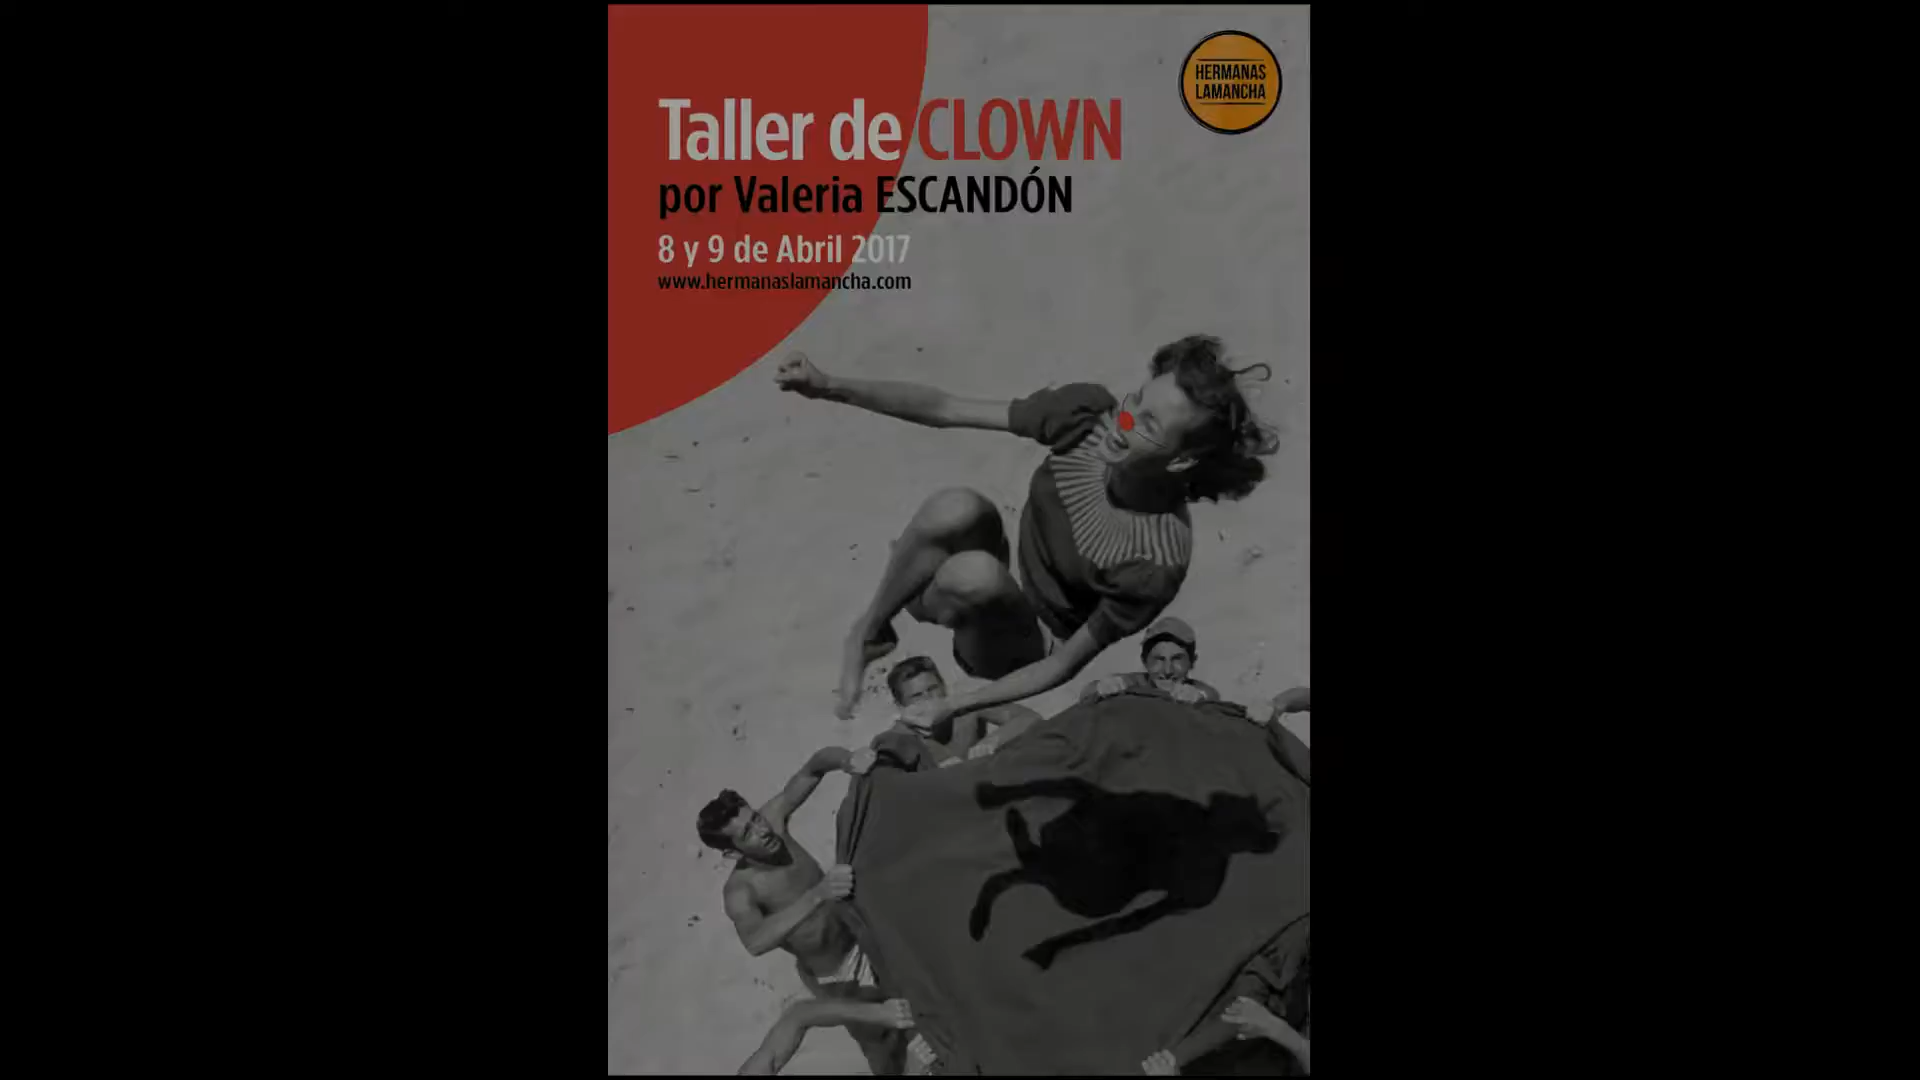 HERMANAS
LAMANCHA
Taller de CLOWN
por Valeria ESCANDÓN
8 y 9 de Abril 2017
www.hermanaslamancha.com